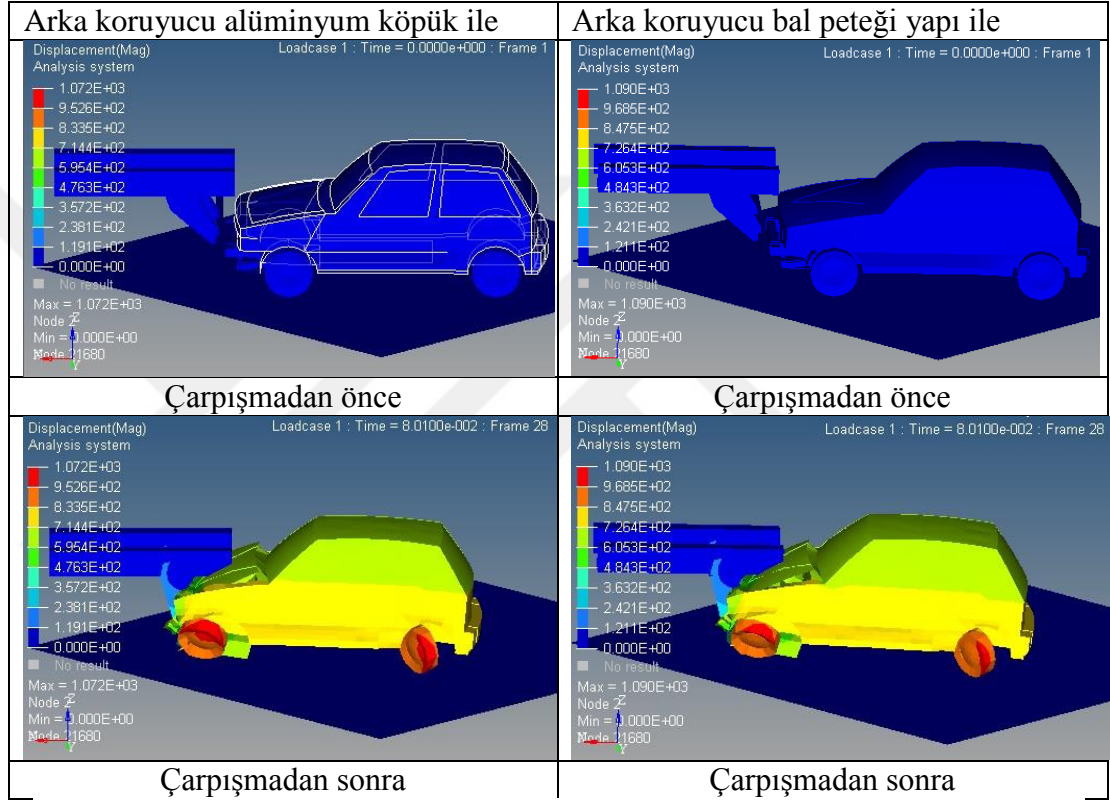 Arka koruyucu alüminyum köpük ile
Displacement(Mag)
Loadcase 1 : Time = 0.0000e+000 : Frame 1
Analysis system
1.072E+03
9.526E+02
8.335E+02
7.144E+02
5.954E+02
4.763E+02
3.572E+02
2.381E+02
1.191E+02
0.000E+00
No result
Max = 1.072E+03
Node 2
Min = 0.000E+00
Node 21680
Z
Y
Arka koruyucu bal peteği yapı ile
Displacement(Mag)
Loadcase 1 : Time = 0.0000e+000 : Frame 1
Analysis system
1.090E+03
9.685E+02
8.475E+02
7.264E+02
6.053E+02
4.843E+02
3.632E+02
2.421E+02
1.211E+02
0.000E+00
No result
Max = 1.090E+03
Node 2
Min = 0.000E+00
Node 21680
Z
Y
Çarpışmadan önce
Çarpışmadan önce
Displacement(Mag)
Loadcase 1 : Time = 8.0100e-002 : Frame 28
Analysis system
1.072E+03
9.526E+02
8.335E+02
7.144E+02
5.954E+02
4.763E+02
3.572E+02
2.381E+02
1.191E+02
0.000E+00
No result
Max = 1.072E+03
Node 2
Min = 0.000E+00
Node 21680
Z
Y
Displacement(Mag)
Loadcase 1 : Time = 8.0100e-002 : Frame 28
Analysis system
1.090E+03
9.685E+02
8.475E+02
7.264E+02
6.053E+02
4.843E+02
3.632E+02
2.421E+02
1.211E+02
0.000E+00
No result
Max = 1.090E+03
Node 2
Min = 0.000E+00
Node 21680
Z
Y
Çarpışmadan sonra
Çarpışmadan sonra